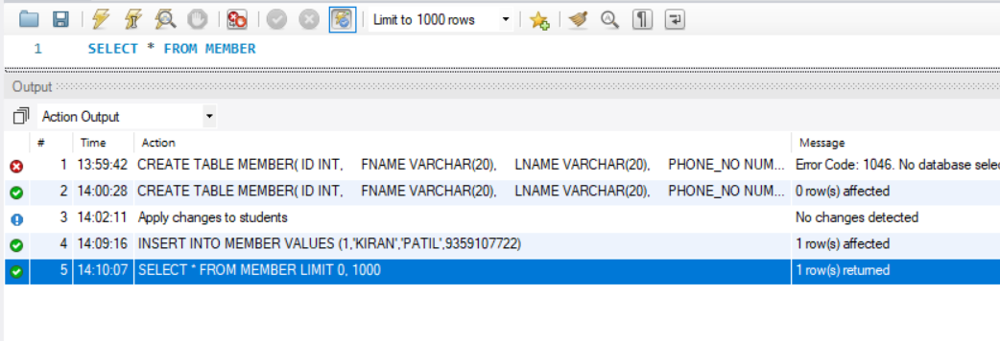 Limit to 1000 rows
1 SELECT * FROM MEMBER
Output
Action Output
# Time Action Message
1 13:59:42 CREATE TABLE MEMBER( ID INT, FNAME VARCHAR(20), LNAME VARCHAR(20), PHONE_NO NUM... Error Code: 1046. No database selec
2 14:00:28 CREATE TABLE MEMBER( ID INT, FNAME VARCHAR(20), LNAME VARCHAR(20), PHONE_NO NUM... 0 row(s) affected
3 14:02:11 Apply changes to students No changes detected
4 14:09:16 INSERT INTO MEMBER VALUES (1,'KIRAN','PATIL',9359107722) 1 row(s) affected
5 14:10:07 SELECT * FROM MEMBER LIMIT 0, 1000 1 row(s) returned